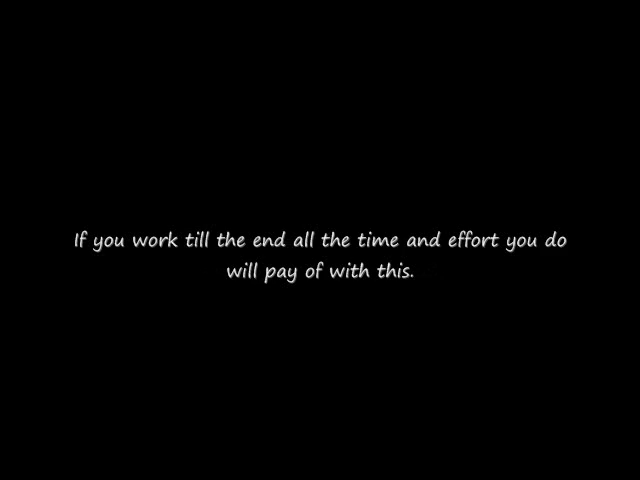 If you work till the end all the time and effort you do
will pay of with this.